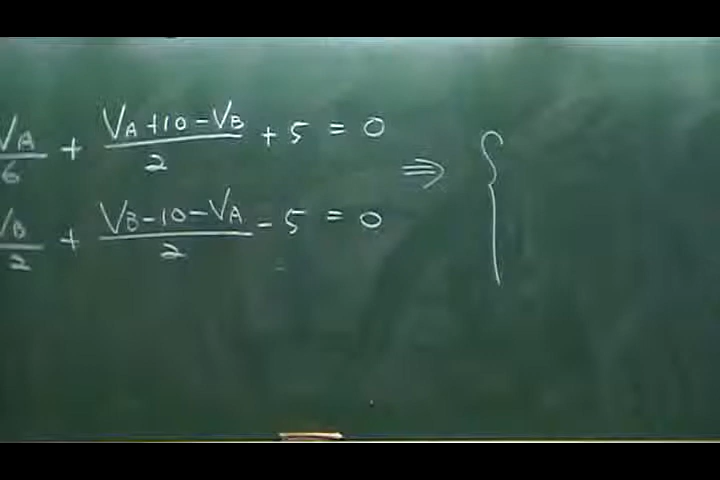 VA/6 + (VA+10-VB)/2 + 5 = 0
VB/2 + (VB-10-VA)/2 - 5 = 0
⇒ {